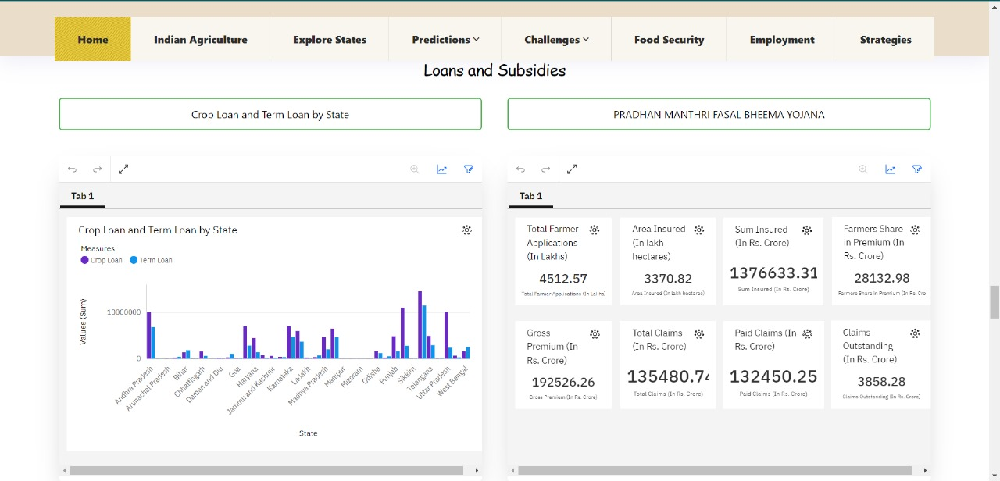 Home
Indian Agriculture
Explore States
Predictions
Challenges
Food Security
Employment
Strategies
Loans and Subsidies
Crop Loan and Term Loan by State
PRADHAN MANTHRI FASAL BHEEMA YOJANA
Tab 1
Crop Loan and Term Loan by State
Measures
Crop Loan
Term Loan
Values (Sum)
10000000
0
Andhra Pradesh
Arunachal Pradesh
Bihar
Chhattisgarh
Daman and Diu
Goa
Haryana
Jammu and Kashmir
Karnataka
Ladakh
Madhya Pradesh
Manipur
Mizoram
Odisha
Punjab
Sikkim
Telangana
Uttar Pradesh
West Bengal
State
Tab 1
Total Farmer
Applications
(In Lakhs)
4512.57
Total Farmer Applications (In Lakhs)
Area Insured
(In lakh
hectares)
3370.82
Area Insured (In lakh hectares)
Sum Insured
(In Rs. Crore)
1376633.31
Sum Insured (In Rs. Crore)
Farmers Share
in Premium (In
Rs. Crore)
28132.98
Farmers Share in Premium (In Rs. Cro
Gross
Premium (In
Rs. Crore)
192526.26
Gross Premium (In Rs. Crore)
Total Claims
(In Rs. Crore)
135480.74
Total Claims (In Rs. Crore)
Paid Claims (In
Rs. Crore)
132450.25
Paid Claims (In Rs. Crore)
Claims
Outstanding
(In Rs. Crore)
3858.28
Claims Outstanding (In Rs. Crore)